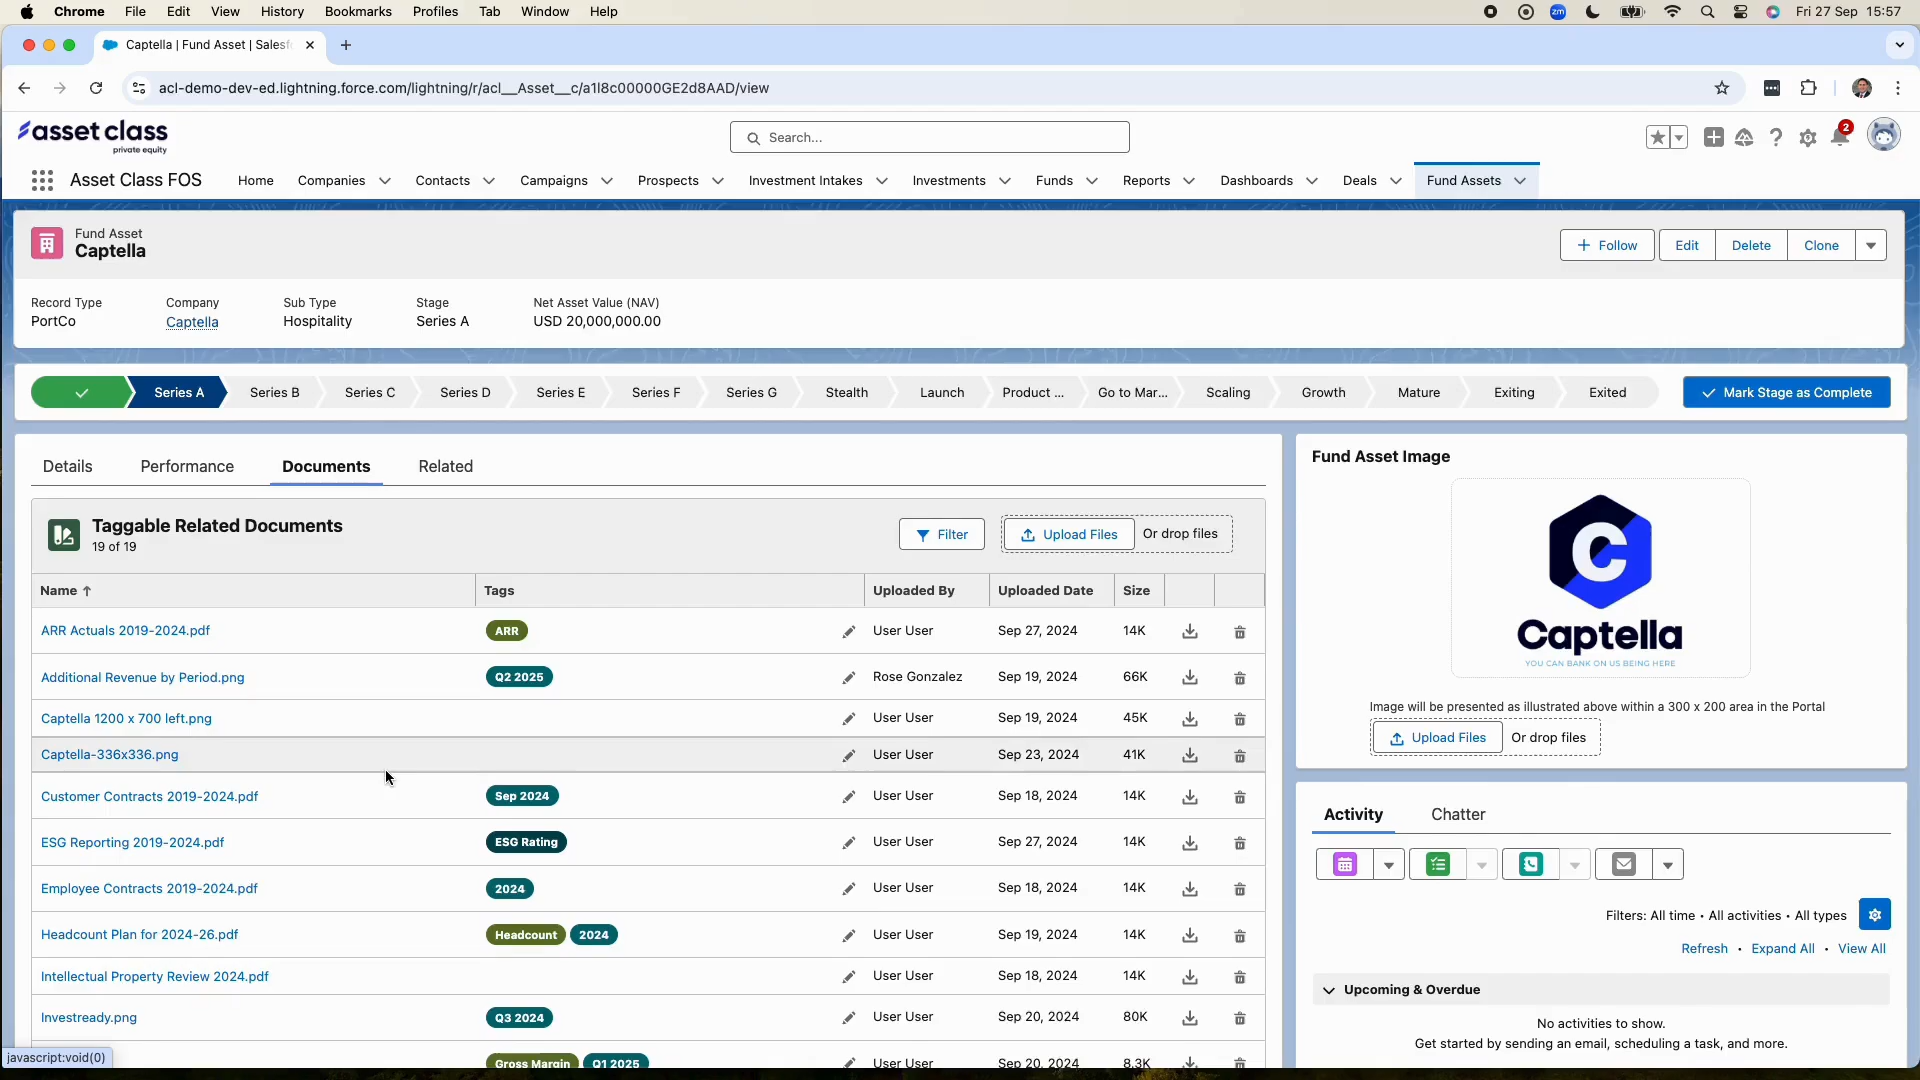 Chrome File Edit View History Bookmarks Profiles Tab Window Help zm Fri 27 Sep 15:57
Captella | Fund Asset | Salesf
acl-demo-dev-ed.lightning.force.com/lightning/r/acl__Asset__c/a1I8c00000GE2d8AAD/view
asset class
private equity
Search...
2
Asset Class FOS Home Companies Contacts Campaigns Prospects Investment Intakes Investments Funds Reports Dashboards Deals Fund Assets
Fund Asset
Captella
Follow Edit Delete Clone
Record Type Company Sub Type Stage Net Asset Value (NAV)
PortCo Captella Hospitality Series A USD 20,000,000.00
Series A Series B Series C Series D Series E Series F Series G Stealth Launch Product ... Go to Mar... Scaling Growth Mature Exiting Exited Mark Stage as Complete
Details Performance Documents Related
Taggable Related Documents
19 of 19
Filter Upload Files Or drop files
Name Tags Uploaded By Uploaded Date Size
ARR Actuals 2019-2024.pdf ARR User User Sep 27, 2024 14K
Additional Revenue by Period.png Q2 2025 Rose Gonzalez Sep 19, 2024 66K
Captella 1200 x 700 left.png User User Sep 19, 2024 45K
Captella-336x336.png User User Sep 23, 2024 41K
Customer Contracts 2019-2024.pdf Sep 2024 User User Sep 18, 2024 14K
ESG Reporting 2019-2024.pdf ESG Rating User User Sep 27, 2024 14K
Employee Contracts 2019-2024.pdf 2024 User User Sep 18, 2024 14K
Headcount Plan for 2024-26.pdf Headcount 2024 User User Sep 19, 2024 14K
Intellectual Property Review 2024.pdf User User Sep 18, 2024 14K
Investready.png Q3 2024 User User Sep 20, 2024 80K
Gross Margin Q1 2025 User User Sep 20, 2024 8.3K
javascript:void(0)
Fund Asset Image
Captella
YOU CAN BANK ON US BEING HERE
Image will be presented as illustrated above within a 300 x 200 area in the Portal
Upload Files Or drop files
Activity Chatter
Filters: All time • All activities • All types
Refresh • Expand All • View All
Upcoming & Overdue
No activities to show.
Get started by sending an email, scheduling a task, and more.